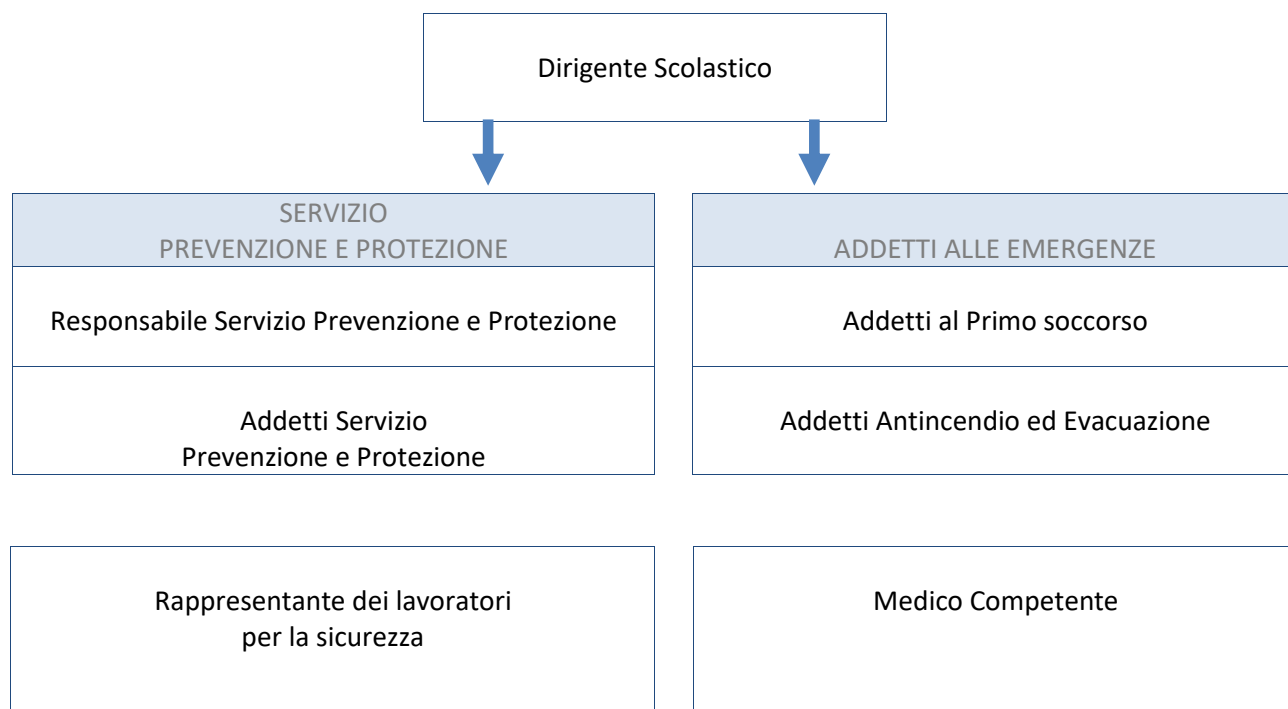 Dirigente Scolastico
SERVIZIO
PREVENZIONE E PROTEZIONE
Responsabile Servizio Prevenzione e Protezione
Addetti Servizio
Prevenzione e Protezione
ADDETTI ALLE EMERGENZE
Addetti al Primo soccorso
Addetti Antincendio ed Evacuazione
Rappresentante dei lavoratori
per la sicurezza
Medico Competente